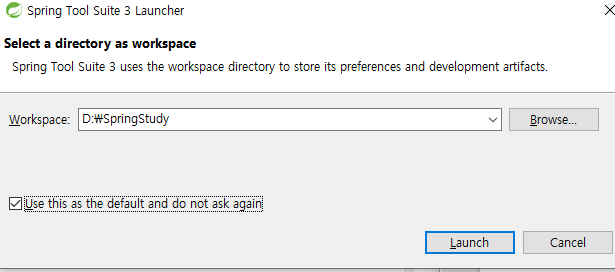 Spring Tool Suite 3 Launcher
Select a directory as workspace
Spring Tool Suite 3 uses the workspace directory to store its preferences and development artifacts.
Workspace: D:₩SpringStudy Browse...
Use this as the default and do not ask again
Launch Cancel